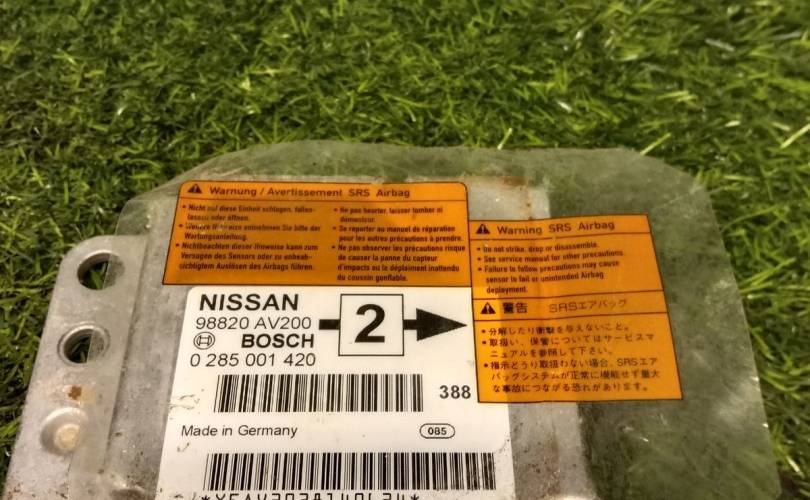 Warnung / Avertissement SRS Airbag
• Nicht auf diese Einheit schlagen, fallen-
lassen oder öffnen.
• Weitere Hinweise entnehmen Sie bitte der
Wartungsanleitung.
• Nichtbeachten dieser Hinweise kann zum
Versagen des Sensors oder zu unbeab-
sichtigtem Auslösen des Airbags führen.
• Ne pas heurter, laisser tomber ni
démonteur.
• Se reporter au manuel de réparation
pour les autres précautions à prendre.
• Ne pas observer les précautions risque
de causer la panne du capteur
d'impacts ou le déploiment inattendu
du coussin gonflable.
Warning SRS Airbag
• Do not strike, drop or disassemble.
• See service manual for other precautions.
• Failure to follow precautions may cause
sensor to fail or unintended Airbag
deployment.
警告 SRSエアバッグ
• 分解したり衝撃を与えないこと。
• 取扱い、保管についてはサービスマ
ニュアルを参照して下さい。
• 指示どうり取扱わない場合、SRSエア
バッグシステムが正常に機能せず重大
な事故につながる恐れがあります。
NISSAN
98820 AV200
BOSCH
0 285 001 420
2
388
Made in Germany
085